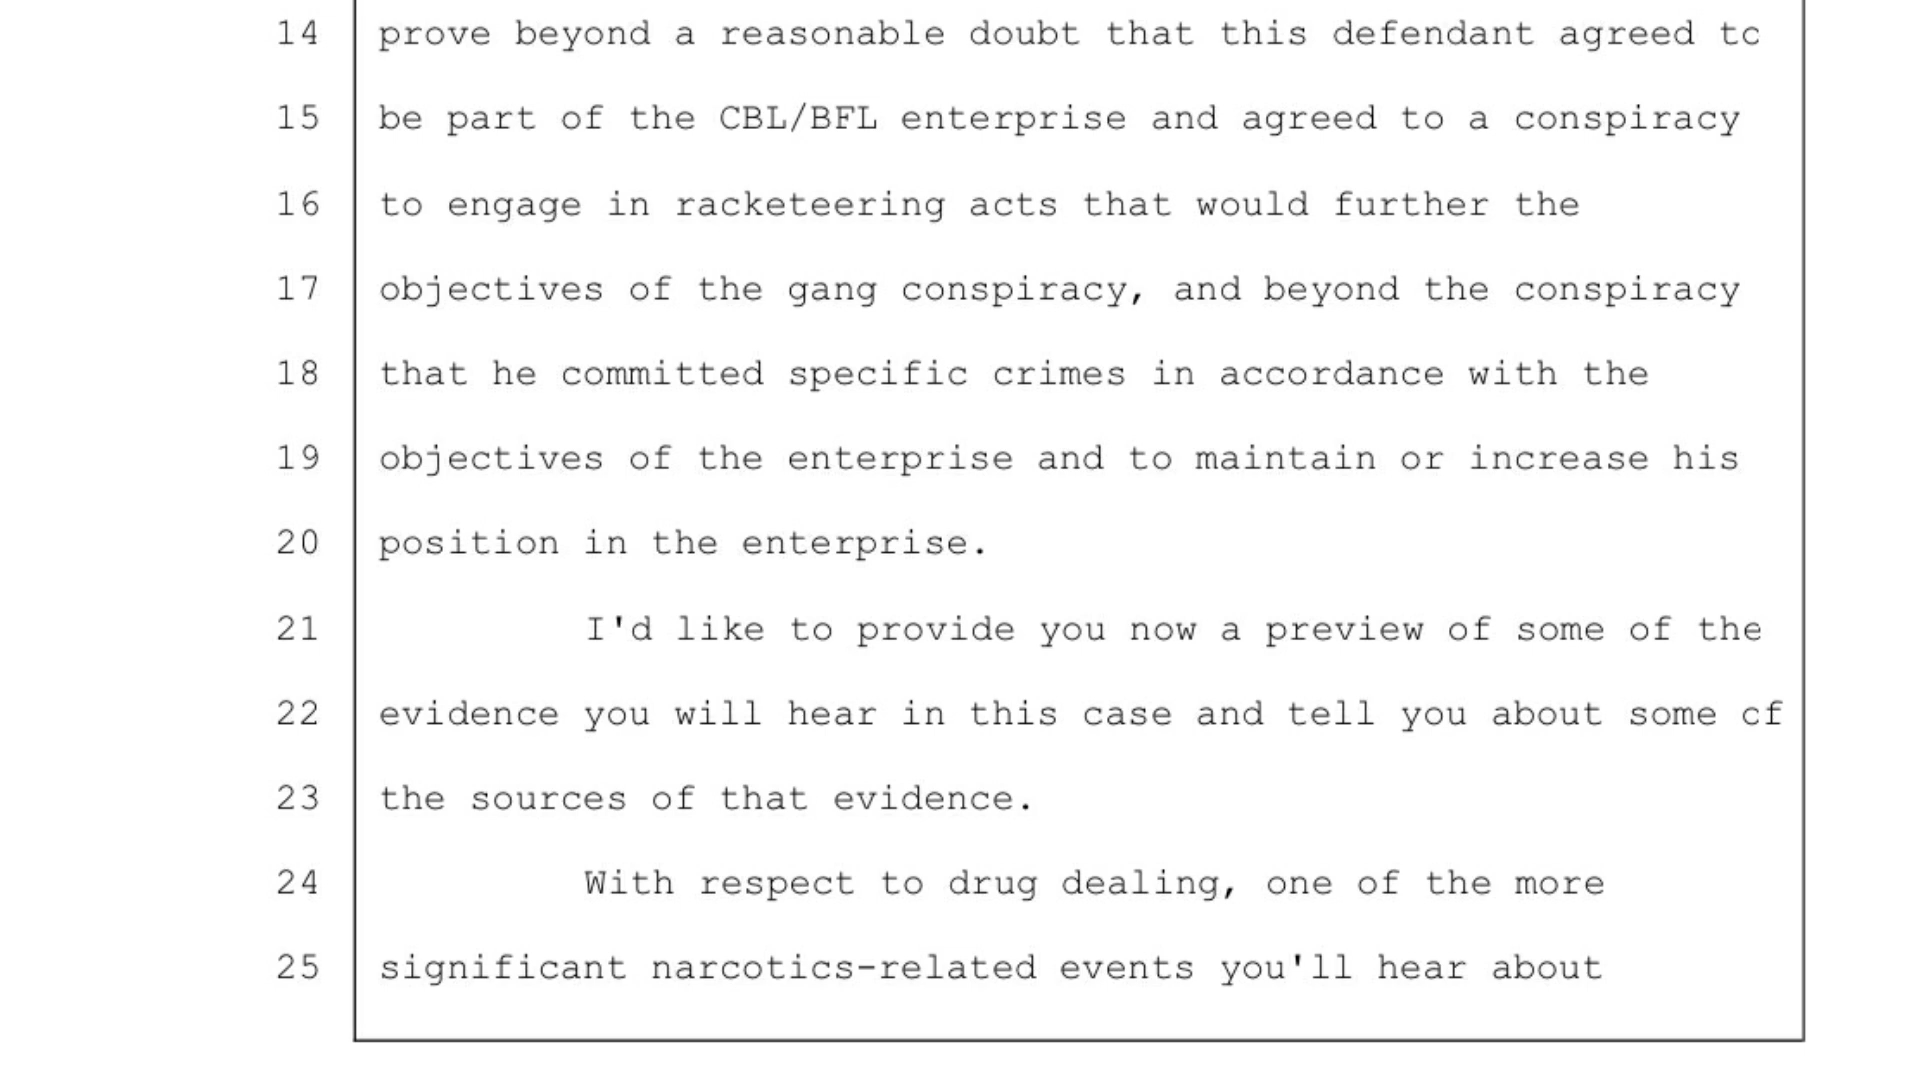 14 prove beyond a reasonable doubt that this defendant agreed to
15 be part of the CBL/BFL enterprise and agreed to a conspiracy
16 to engage in racketeering acts that would further the
17 objectives of the gang conspiracy, and beyond the conspiracy
18 that he committed specific crimes in accordance with the
19 objectives of the enterprise and to maintain or increase his
20 position in the enterprise.
21 I'd like to provide you now a preview of some of the
22 evidence you will hear in this case and tell you about some of
23 the sources of that evidence.
24 With respect to drug dealing, one of the more
25 significant narcotics-related events you'll hear about